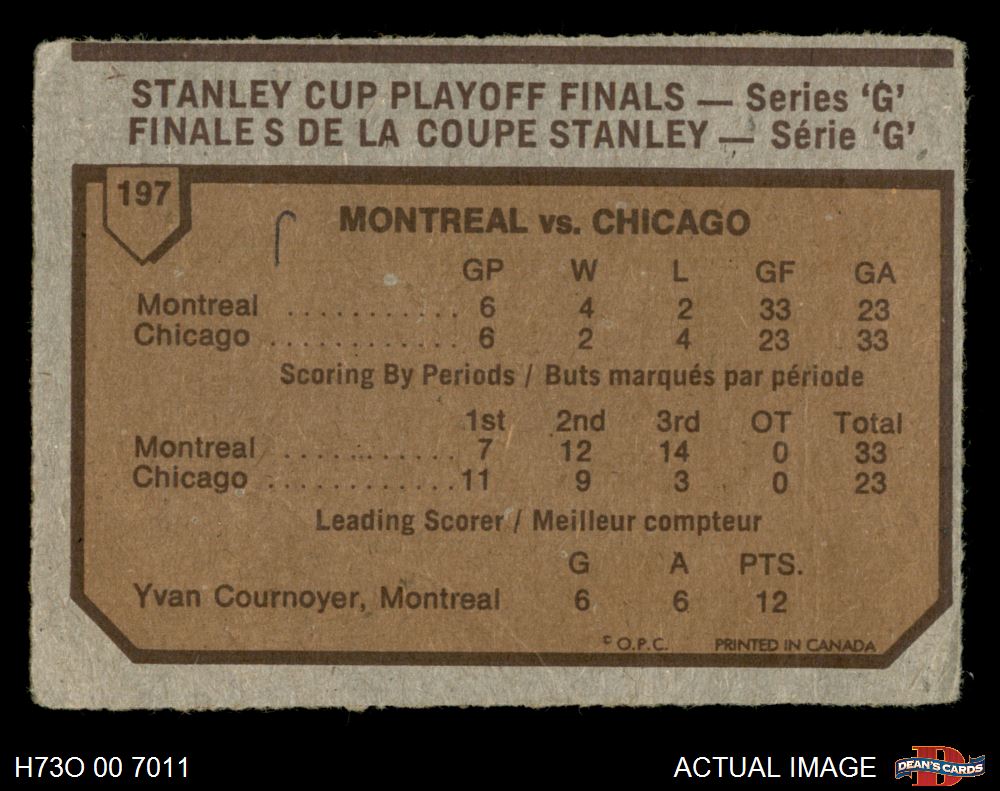 STANLEY CUP PLAYOFF FINALS — Series ‘G’
FINALE S DE LA COUPE STANLEY — Série ‘G’
197
MONTREAL vs. CHICAGO
GP W L GF GA
Montreal ............ 6 4 2 33 23
Chicago ............. 6 2 4 23 33
Scoring By Periods / Buts marqués par période
1st 2nd 3rd OT Total
Montreal ............ 7 12 14 0 33
Chicago ............. 11 9 3 0 23
Leading Scorer / Meilleur compteur
G A PTS.
Yvan Cournoyer, Montreal 6 6 12
© O.P.C. PRINTED IN CANADA
H73O 00 7011 ACTUAL IMAGE DEAN'S CARDS